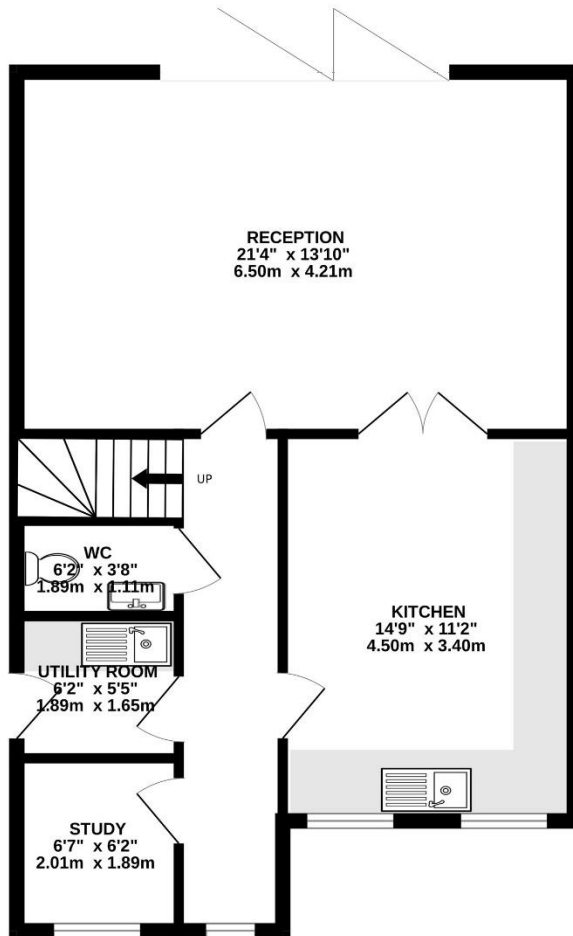 RECEPTION
21'4" x 13'10"
6.50m x 4.21m
UP
WC
6'2" x 3'8"
1.89m x 1.11m
KITCHEN
14'9" x 11'2"
4.50m x 3.40m
UTILITY ROOM
6'2" x 5'5"
1.89m x 1.65m
STUDY
6'7" x 6'2"
2.01m x 1.89m